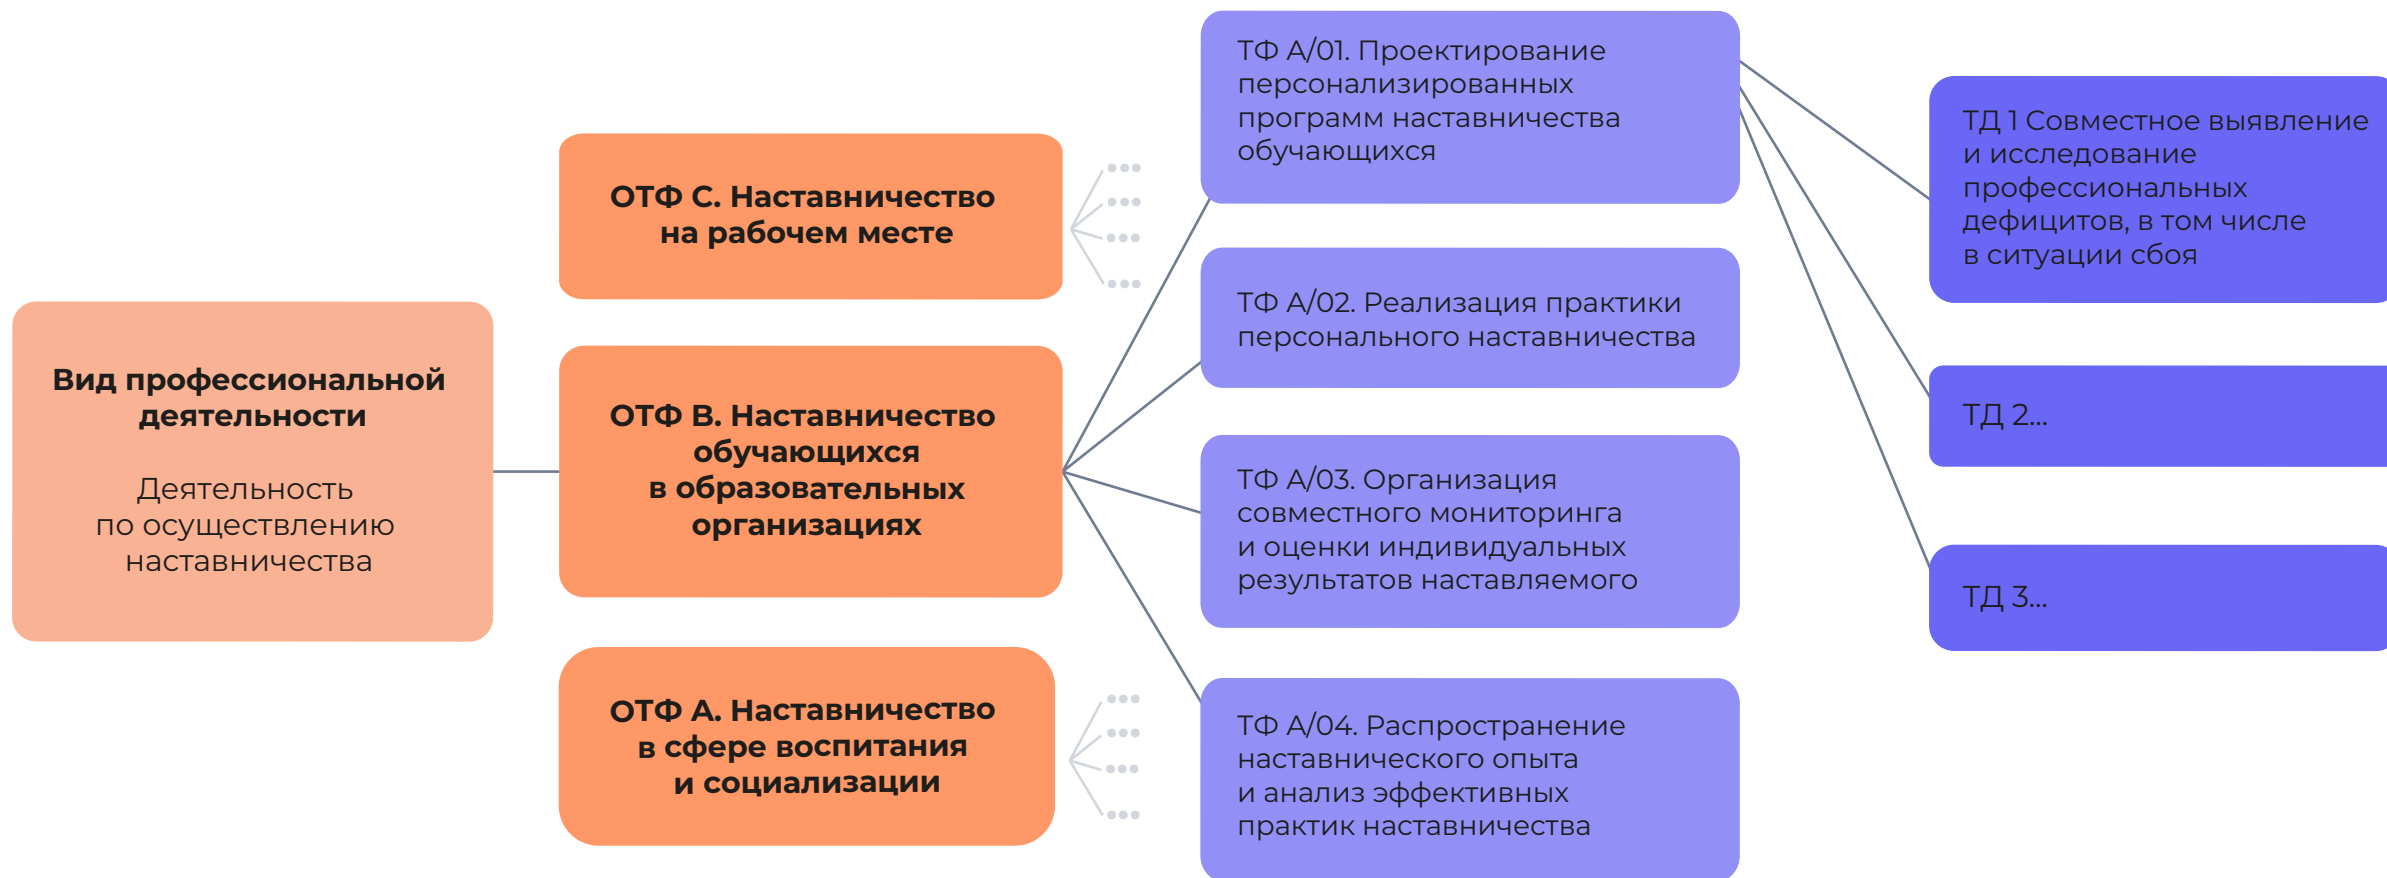 Вид профессиональной
деятельности
Деятельность
по осуществлению
наставничества
ОТФ С. Наставничество
на рабочем месте
ОТФ В. Наставничество
обучающихся
в образовательных
организациях
ОТФ А. Наставничество
в сфере воспитания
и социализации
ТФ А/01. Проектирование
персонализированных
программ наставничества
обучающихся
ТФ А/02. Реализация практики
персонального наставничества
ТФ А/03. Организация
совместного мониторинга
и оценки индивидуальных
результатов наставляемого
ТФ А/04. Распространение
наставнического опыта
и анализ эффективных
практик наставничества
ТД 1 Совместное выявление
и исследование
профессиональных
дефицитов, в том числе
в ситуации сбоя
ТД 2...
ТД 3...